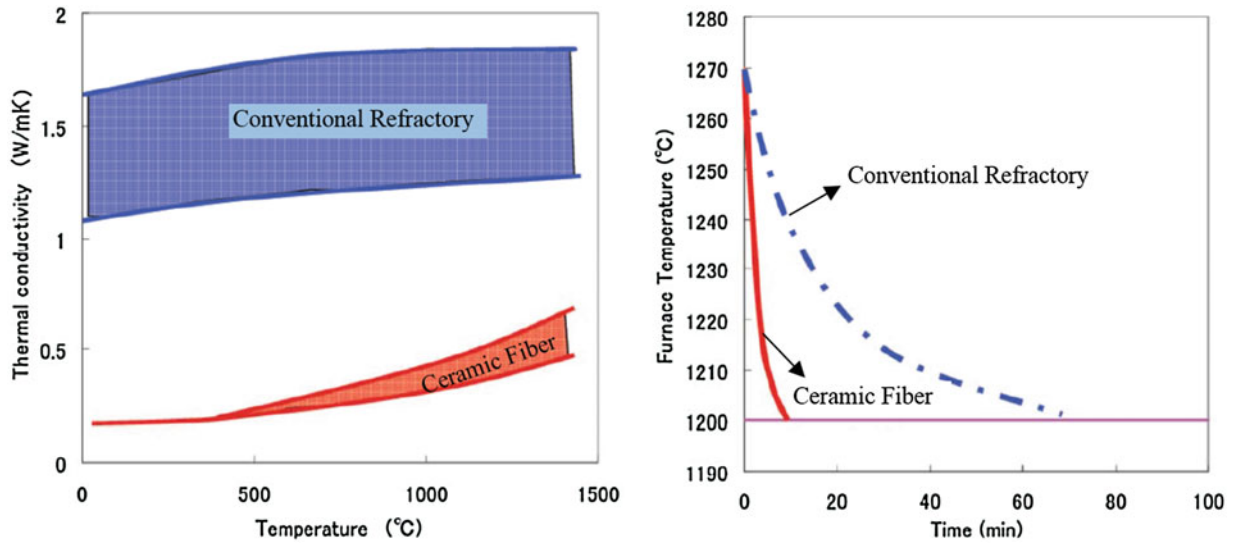 2
1.5
1
0.5
0
Thermal conductivity (W/mK)
Conventional Refractory
Ceramic Fiber
0 500 1000 1500
Temperature (℃)
1280
1270
1260
1250
1240
1230
1220
1210
1200
1190
Furnace Temperature (℃)
Conventional Refractory
Ceramic Fiber
0 20 40 60 80 100
Time (min)